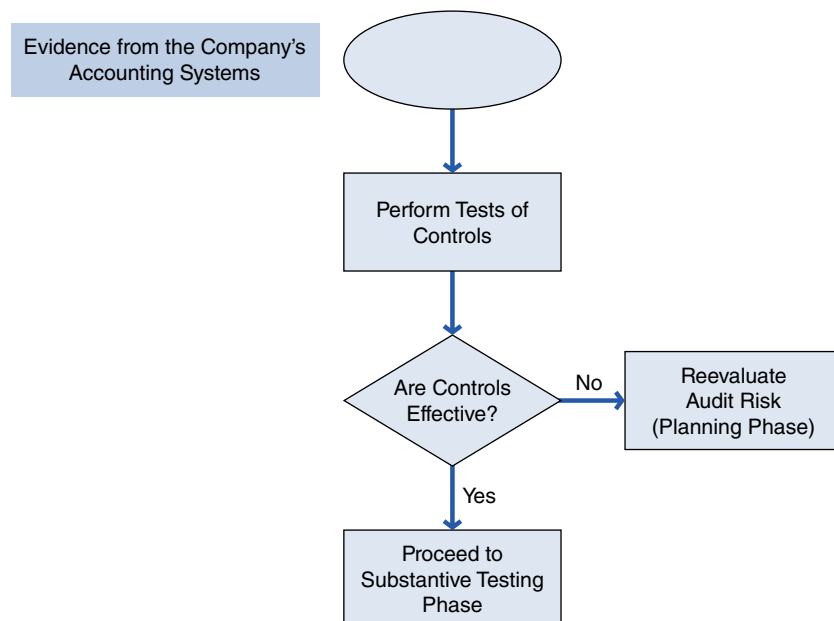 Evidence from the Company's
Accounting Systems
Perform Tests of
Controls
Are Controls
Effective?
No
Reevaluate
Audit Risk
(Planning Phase)
Yes
Proceed to
Substantive Testing
Phase